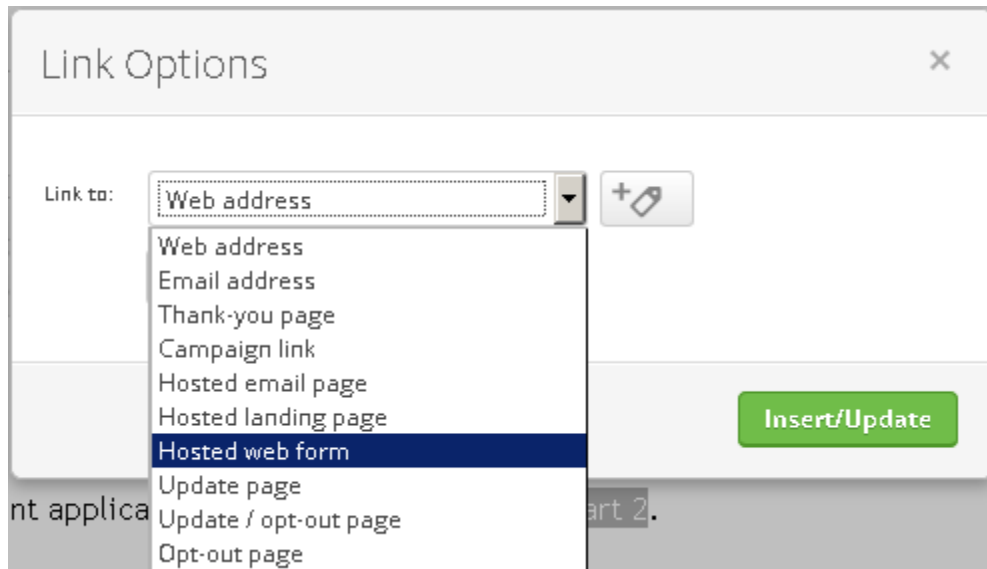 Link Options
Link to:
Web address
Web address
Email address
Thank-you page
Campaign link
Hosted email page
Hosted landing page
Hosted web form
Update page
Update / opt-out page
Opt-out page
Insert/Update
nt applica
art 2.